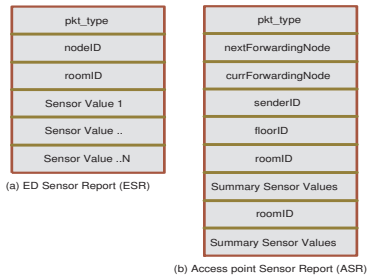 pkt_type
nodeID
roomID
Sensor Value 1
Sensor Value ..
Sensor Value ..N
(a) ED Sensor Report (ESR)
pkt_type
nextForwardingNode
currForwardingNode
senderID
floorID
roomID
Summary Sensor Values
roomID
Summary Sensor Values
(b) Access point Sensor Report (ASR)